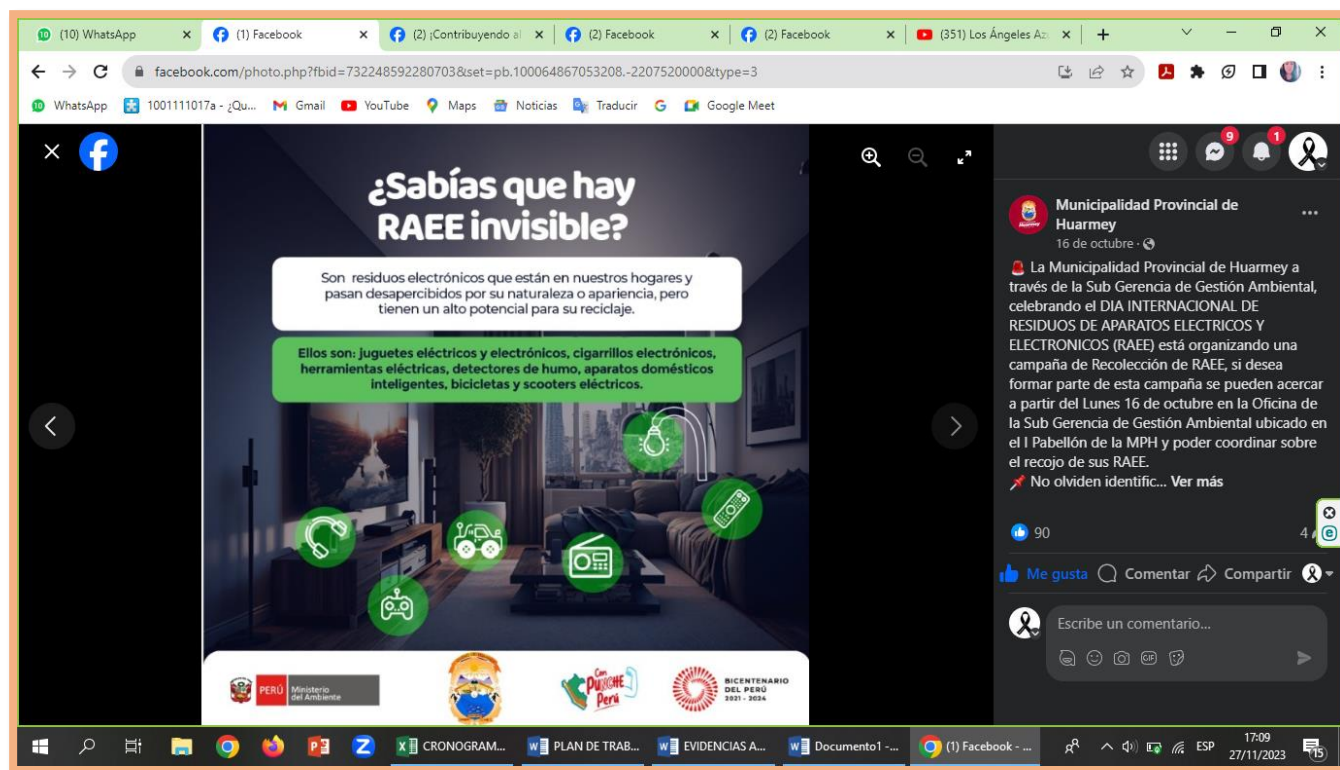 (10) WhatsApp
(1) Facebook
(2) ¡Contribuyendo al
(2) Facebook
(2) Facebook
(351) Los Ángeles Az
facebook.com/photo.php?fbid=732248592280703&set=pb.100064867053208.-2207520000&type=3
WhatsApp
1001111017a - ¿Qu...
Gmail
YouTube
Maps
Noticias
Traducir
Google Meet
¿Sabías que hay
RAEE invisible?
Son residuos electrónicos que están en nuestros hogares y
pasan desapercibidos por su naturaleza o apariencia, pero
tienen un alto potencial para su reciclaje.
Ellos son: juguetes eléctricos y electrónicos, cigarrillos electrónicos,
herramientas eléctricas, detectores de humo, aparatos domésticos
inteligentes, bicicletas y scooters eléctricos.
PERÚ
Ministerio
del Ambiente
Con
PUNCHE
Perú
BICENTENARIO
DEL PERÚ
2021 - 2024
9
1
Municipalidad Provincial de
Huarmey
16 de octubre ·
La Municipalidad Provincial de Huarmey a
través de la Sub Gerencia de Gestión Ambiental,
celebrando el DIA INTERNACIONAL DE
RESIDUOS DE APARATOS ELECTRICOS Y
ELECTRONICOS (RAEE) está organizando una
campaña de Recolección de RAEE, si desea
formar parte de esta campaña se pueden acercar
a partir del Lunes 16 de octubre en la Oficina de
la Sub Gerencia de Gestión Ambiental ubicado en
el I Pabellón de la MPH y poder coordinar sobre
el recojo de sus RAEE.
No olviden identific... Ver más
90
4
Me gusta
Comentar
Compartir
Escribe un comentario...
GIF
CRONOGRAM...
PLAN DE TRAB...
EVIDENCIAS A...
Documento1 -...
(1) Facebook - ...
ESP
17:09
27/11/2023
15